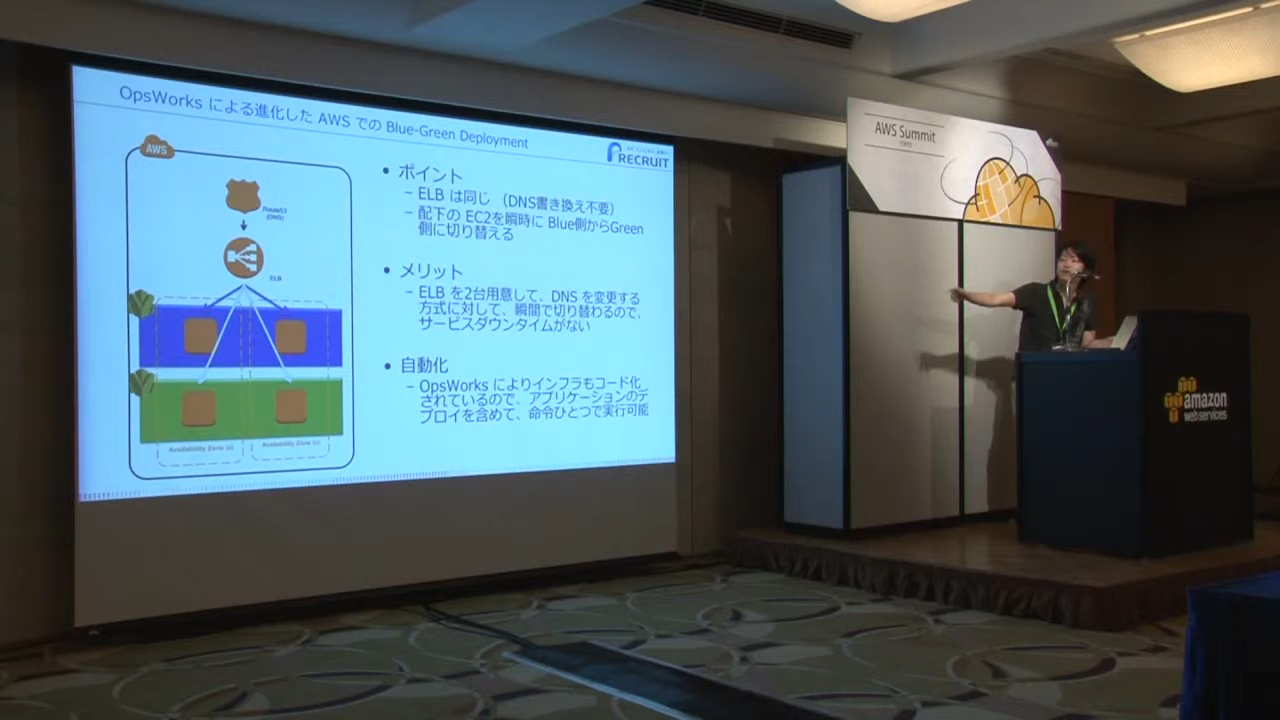 OpsWorks による進化した AWS での Blue-Green Deployment
RECRUIT
AWS
Route53
(DNS)
ELB
Availability Zone (a)
Availability Zone (c)
• ポイント
– ELB は同じ （DNS書き換え不要）
– 配下の EC2を瞬時に Blue側からGreen
側に切り替える
• メリット
– ELB を2台用意して、DNS を変更する
方式に対して、瞬間で切り替わるので、
サービスダウンタイムがない
• 自動化
– OpsWorks によりインフラもコード化
されているので、アプリケーションのデ
プロイを含めて、命令ひとつで実行可能
AWS Summit
TOKYO
amazon
web services